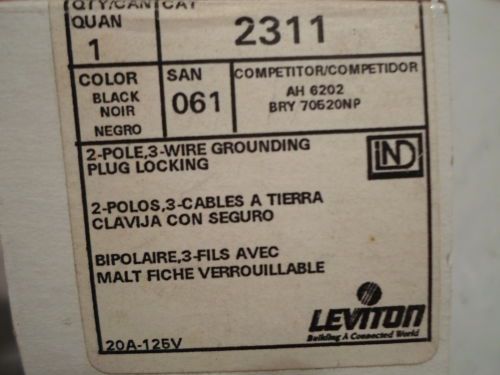 QTY/CANT CAT
QUAN
1
2311
COLOR
BLACK
NOIR
NEGRO
SAN
061
COMPETITOR/COMPETIDOR
AH 6202
BRY 70520NP
2-POLE,3-WIRE GROUNDING
PLUG LOCKING
IND
2-POLOS,3-CABLES A TIERRA
CLAVIJA CON SEGURO
BIPOLAIRE,3-FILS AVEC
MALT FICHE VERROUILLABLE
LEVITON
Building A Connected World
20A-125V